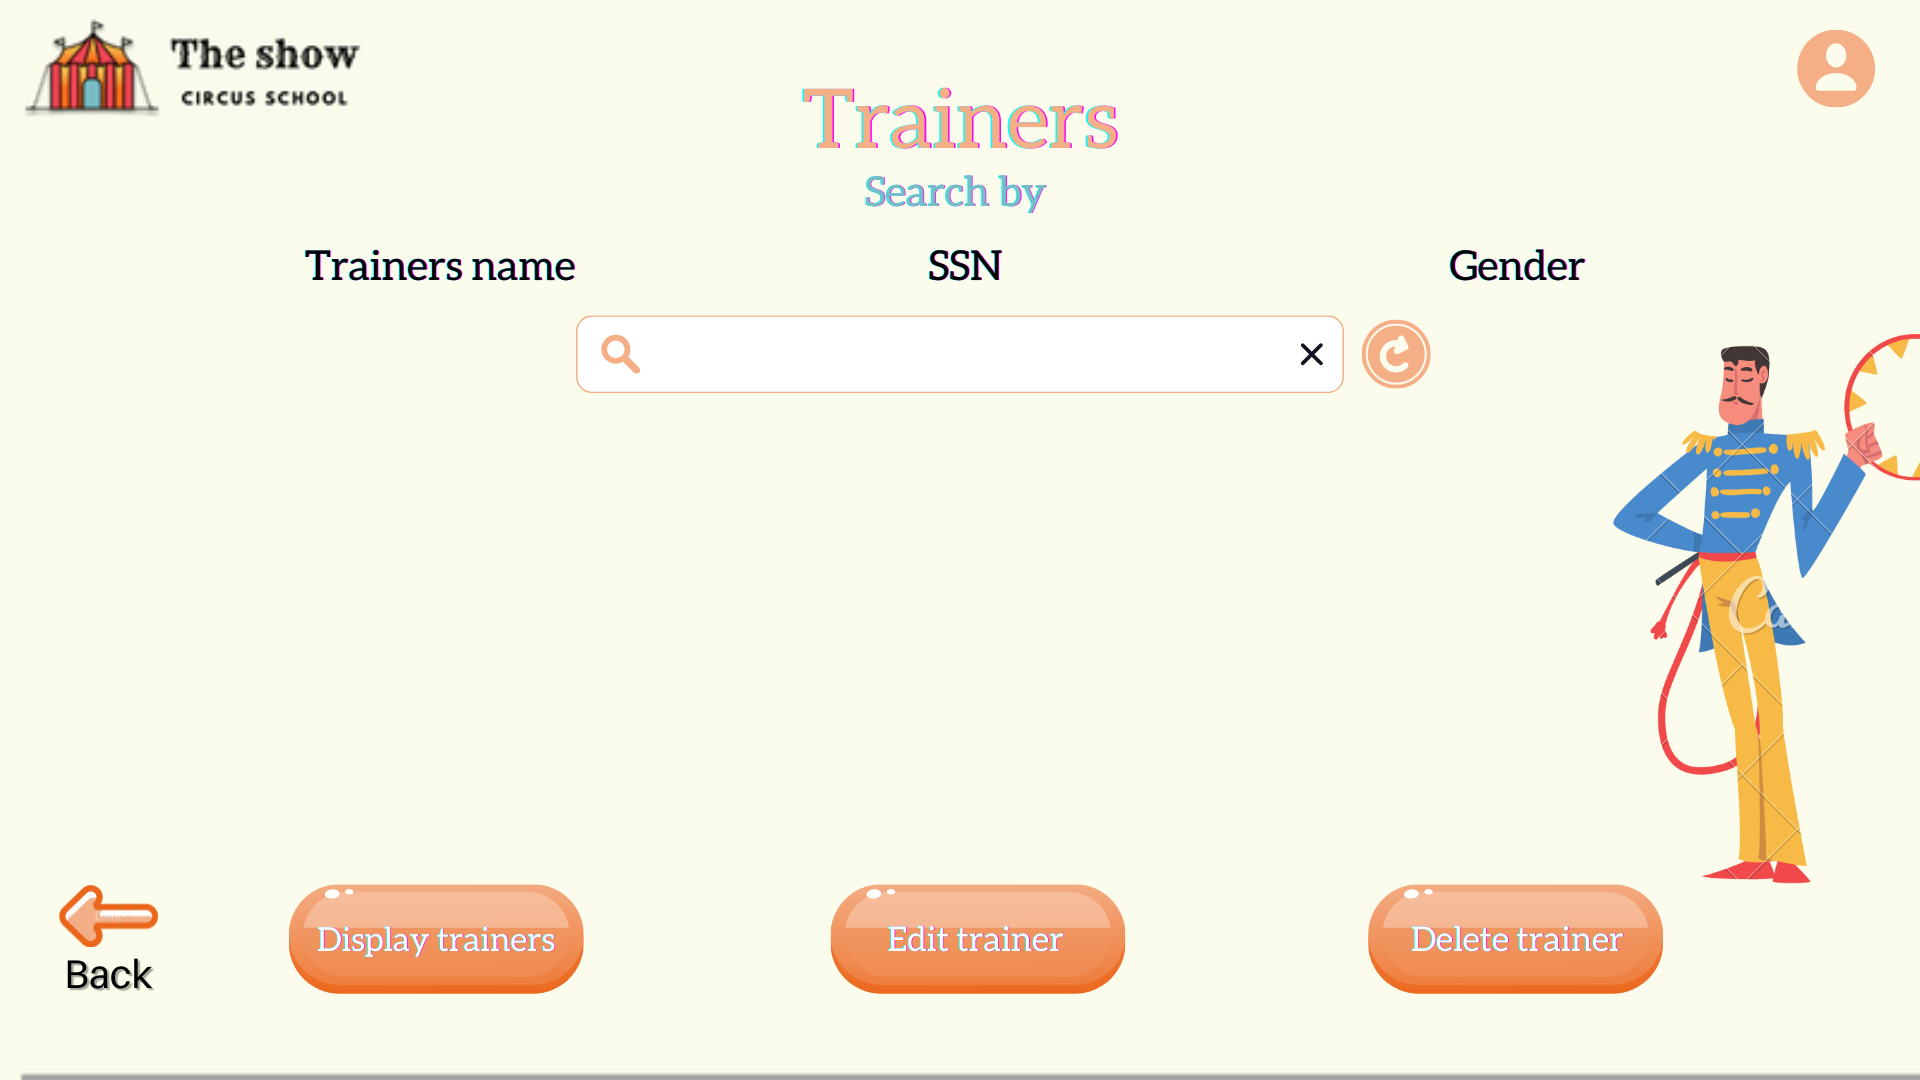 The show
CIRCUS SCHOOL
Trainers
Search by
Trainers name
SSN
Gender
Display trainers
Edit trainer
Delete trainer
Back